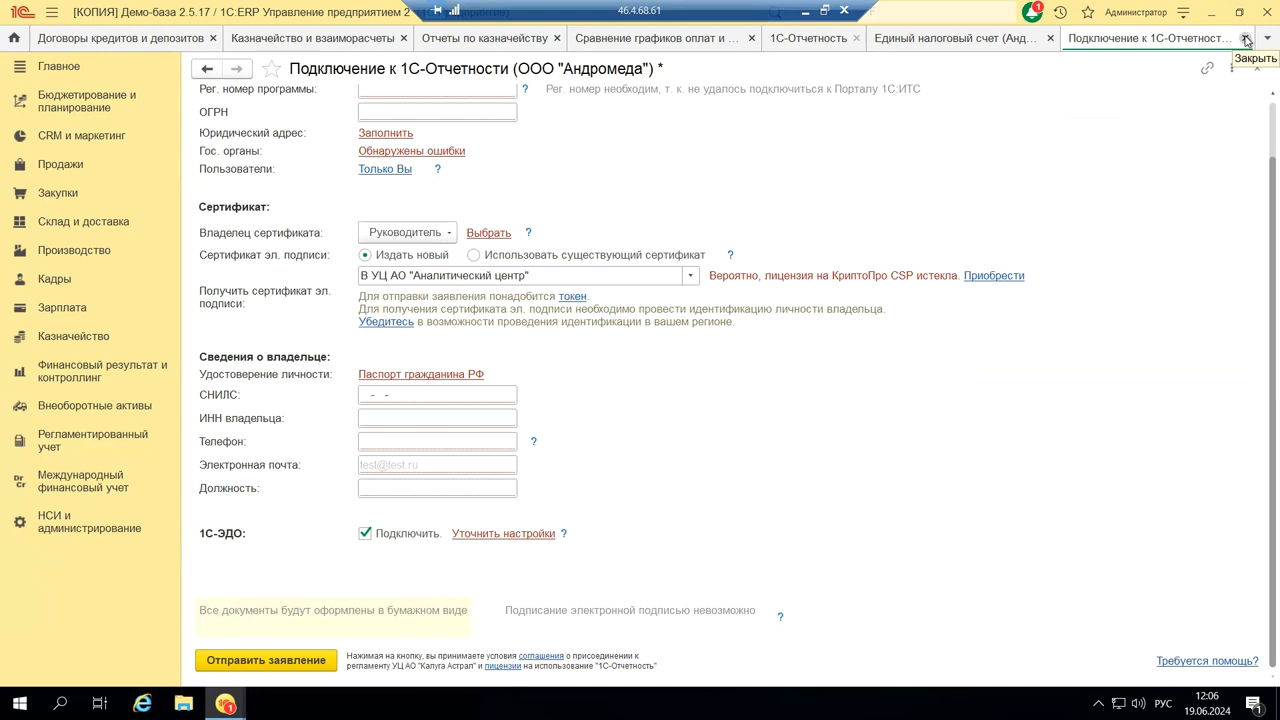 [КОПИЯ] Демо-база 2.5.17 / 1C:ERP Управление предприятием 2
46.4.68.61
1
Администратор
Договоры кредитов и депозитов
Казначейство и взаиморасчеты
Отчеты по казначейству
Сравнение графиков оплат и ...
1С-Отчетность
Единый налоговый счет (Анд...
Подключение к 1С-Отчетност...
Закрыть
Главное
Бюджетирование и
планирование
CRM и маркетинг
Продажи
Закупки
Склад и доставка
Производство
Кадры
Зарплата
Казначейство
Финансовый результат и
контроллинг
Внеоборотные активы
Регламентированный
учет
Dr
Cr
Международный
финансовый учет
НСИ и
администрирование
Подключение к 1С-Отчетности (ООО "Андромеда") *
Рег. номер программы:
? Рег. номер необходим, т. к. не удалось подключиться к Порталу 1С:ИТС
ОГРН
Юридический адрес: Заполнить
Гос. органы: Обнаружены ошибки
Пользователи: Только Вы ?
Сертификат:
Владелец сертификата: Руководитель Выбрать ?
Сертификат эл. подписи: Издать новый Использовать существующий сертификат ?
В УЦ АО "Аналитический центр" Вероятно, лицензия на КриптоПро CSP истекла. Приобрести
Получить сертификат эл.
подписи:
Для отправки заявления понадобится токен.
Для получения сертификата эл. подписи необходимо провести идентификацию личности владельца.
Убедитесь в возможности проведения идентификации в вашем регионе.
Сведения о владельце:
Удостоверение личности: Паспорт гражданина РФ
СНИЛС: - -
ИНН владельца:
Телефон: ?
Электронная почта: test@test.ru
Должность:
1С-ЭДО: Подключить. Уточнить настройки ?
Все документы будут оформлены в бумажном виде Подписание электронной подписью невозможно ?
Отправить заявление
Нажимая на кнопку, вы принимаете условия соглашения о присоединении к
регламенту УЦ АО "Калуга Астрал" и лицензии на использование "1С-Отчетность"
Требуется помощь?
1
РУС
12:06
19.06.2024
1